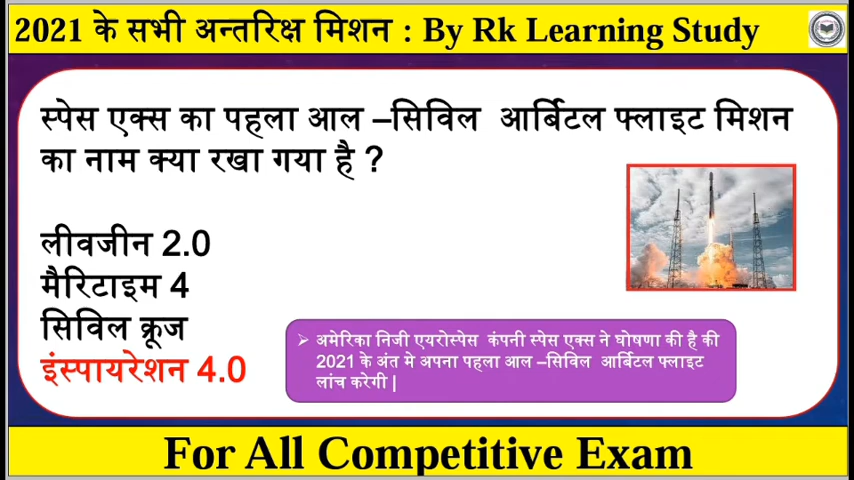 2021 के सभी अन्तरिक्ष मिशन : By Rk Learning Study
स्पेस एक्स का पहला आल –सिविल आर्बिटल फ्लाइट मिशन
का नाम क्या रखा गया है ?
लीवजीन 2.0
मैरिटाइम 4
सिविल क्रूज
इंस्पायरेशन 4.0
➢ अमेरिका निजी एयरोस्पेस कंपनी स्पेस एक्स ने घोषणा की है की
2021 के अंत मे अपना पहला आल –सिविल आर्बिटल फ्लाइट
लांच करेगी |
For All Competitive Exam